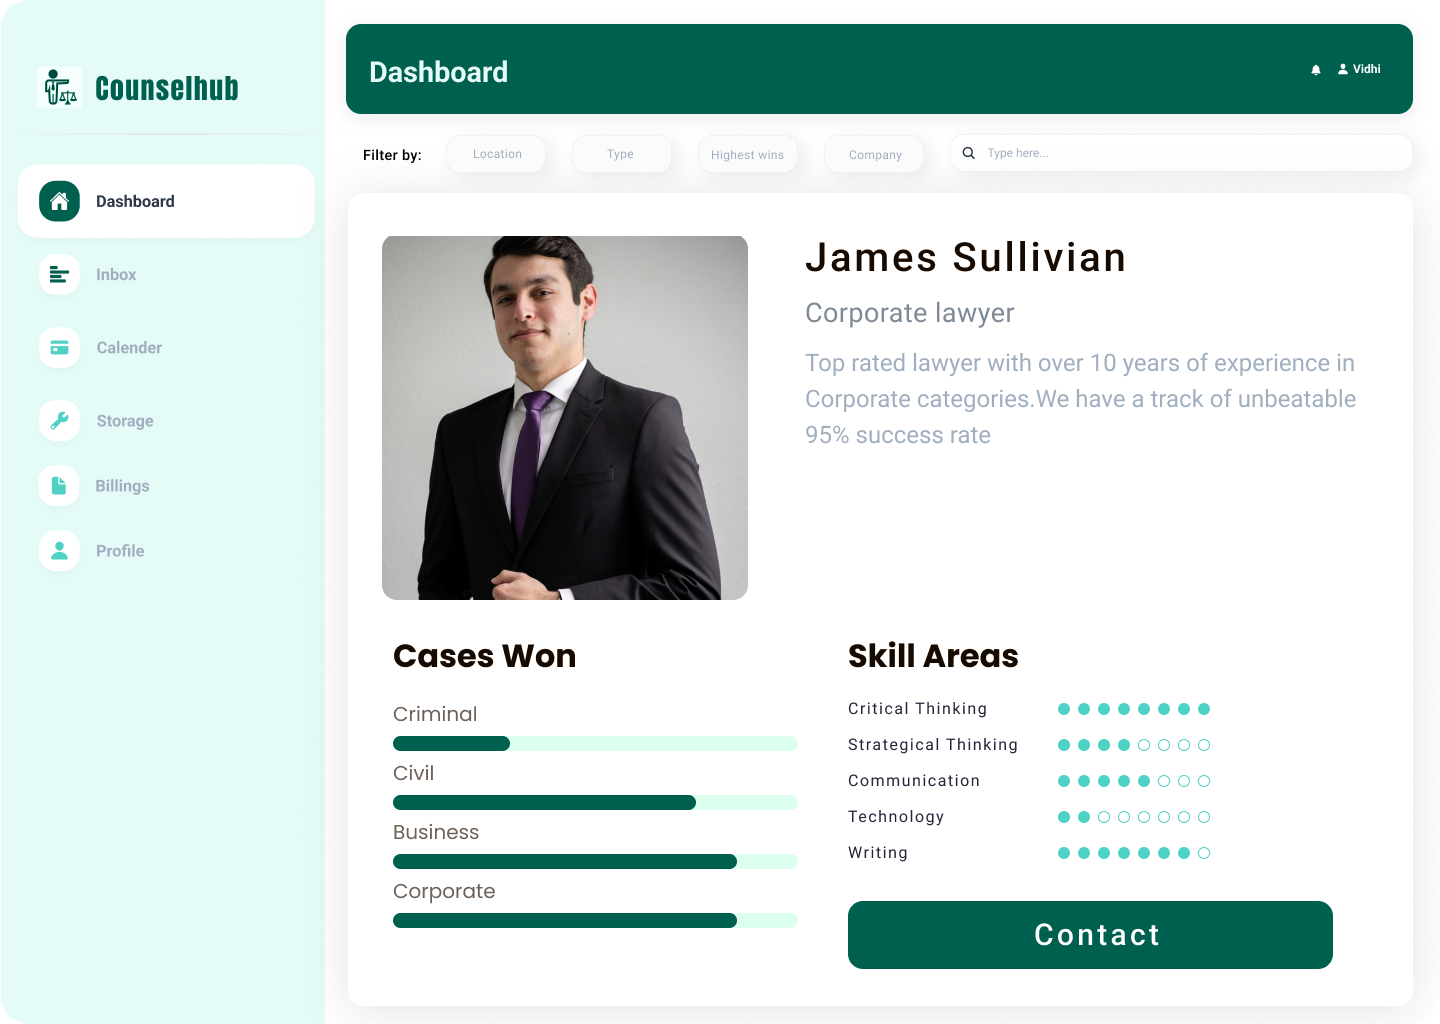 Counselhub
Dashboard
Inbox
Calender
Storage
Billings
Profile
Dashboard
Vidhi
Filter by:
Location
Type
Highest wins
Company
Type here...
James Sullivian
Corporate lawyer
Top rated lawyer with over 10 years of experience in
Corporate categories.We have a track of unbeatable
95% success rate
Cases Won
Criminal
Civil
Business
Corporate
Skill Areas
Critical Thinking
Strategical Thinking
Communication
Technology
Writing
Contact